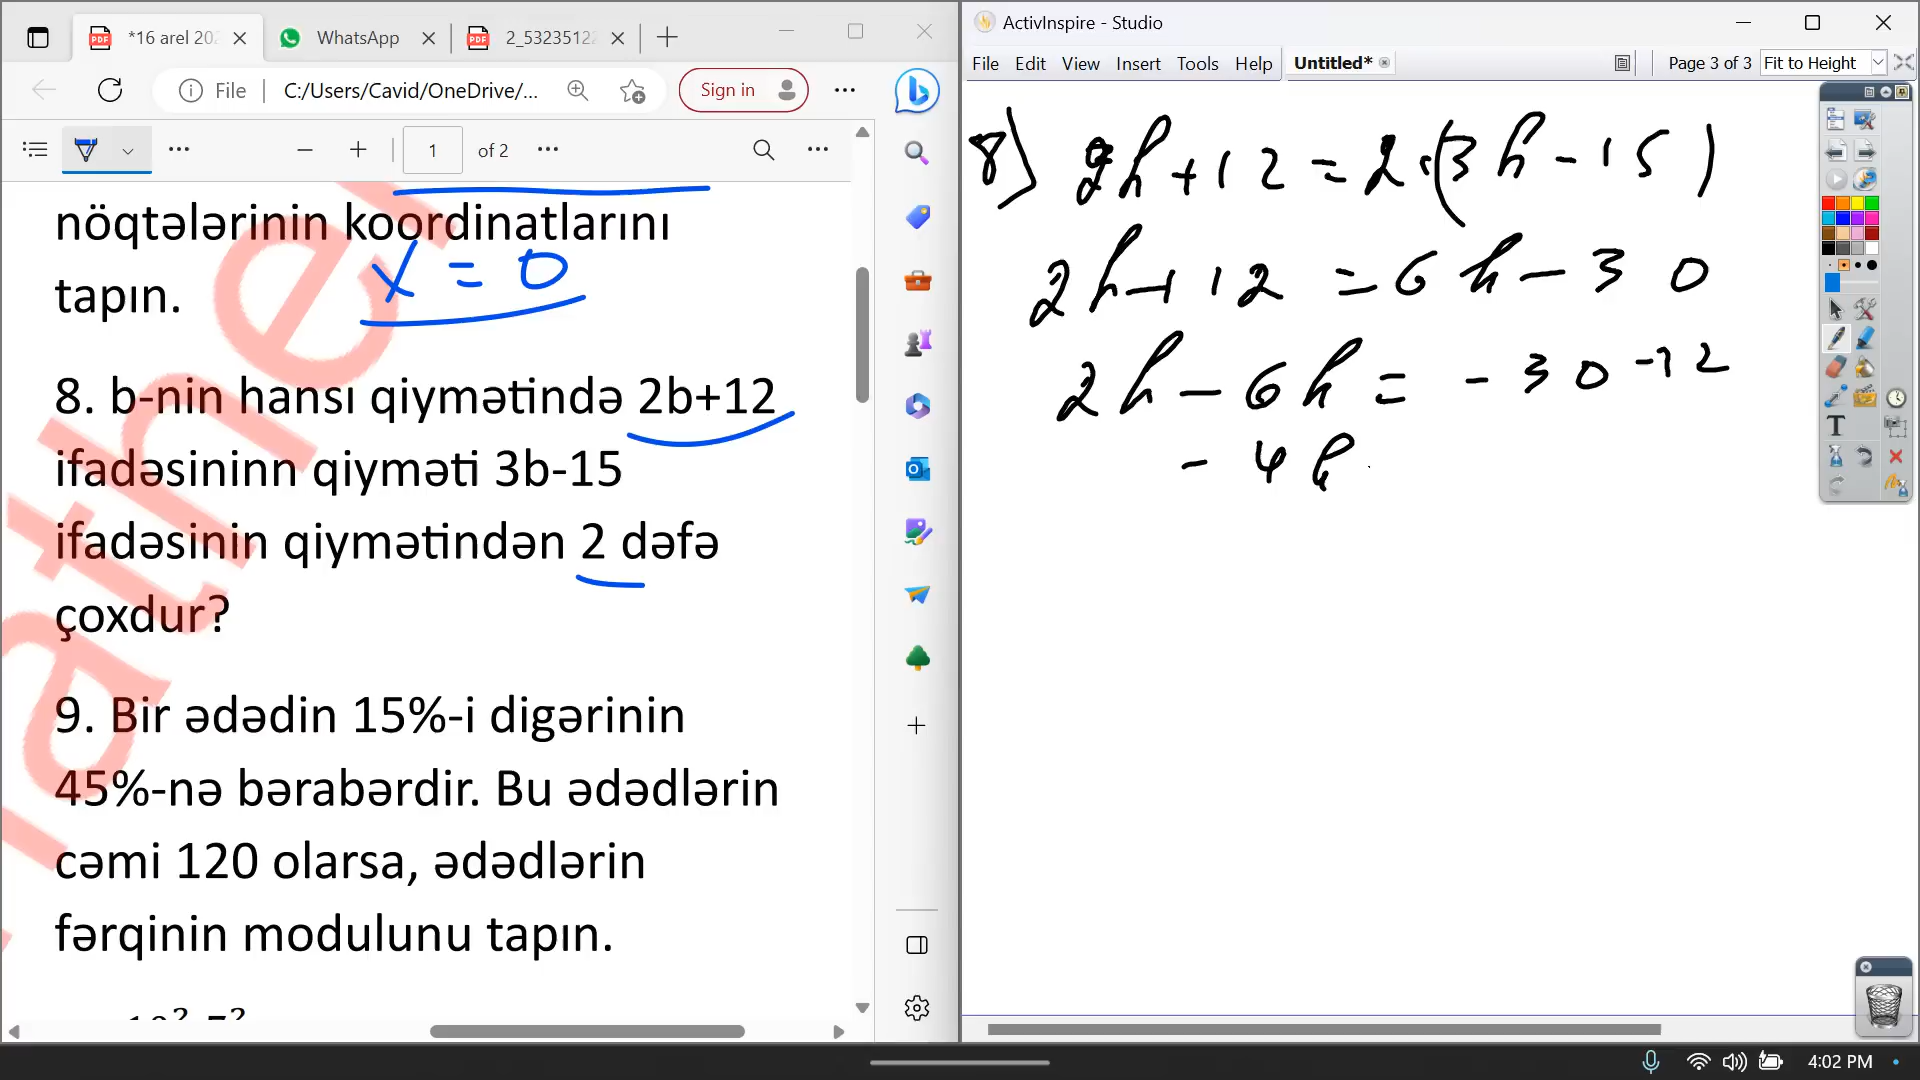 *16 arel 202
WhatsApp
2_53235122
File
C:/Users/Cavid/OneDrive/...
Sign in
1
of 2
nöqtələrinin koordinatlarını
tapın.
x = 0
8. b-nin hansı qiymətində 2b+12
ifadəsininn qiyməti 3b-15
ifadəsinin qiymətindən 2 dəfə
çoxdur?
9. Bir ədədin 15%-i digərinin
45%-nə bərabərdir. Bu ədədlərin
cəmi 120 olarsa, ədədlərin
fərqinin modulunu tapın.
ActivInspire - Studio
File Edit View Insert Tools Help
Untitled*
Page 3 of 3
Fit to Height
8) 2b+12=2·(3b-15)
2b+12=6b-30
2b-6b=-30-12
-4b
4:02 PM